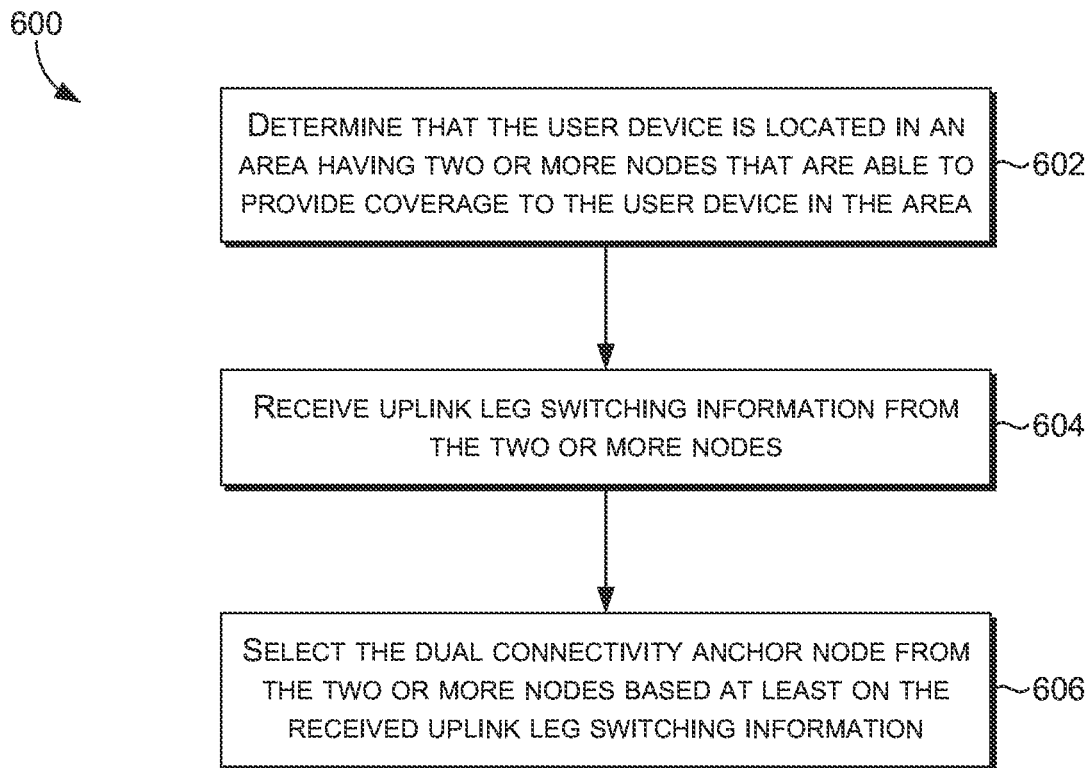 600
DETERMINE THAT THE USER DEVICE IS LOCATED IN AN
AREA HAVING TWO OR MORE NODES THAT ARE ABLE TO
PROVIDE COVERAGE TO THE USER DEVICE IN THE AREA
602
RECEIVE UPLINK LEG SWITCHING INFORMATION FROM
THE TWO OR MORE NODES
604
SELECT THE DUAL CONNECTIVITY ANCHOR NODE FROM
THE TWO OR MORE NODES BASED AT LEAST ON THE
RECEIVED UPLINK LEG SWITCHING INFORMATION
606